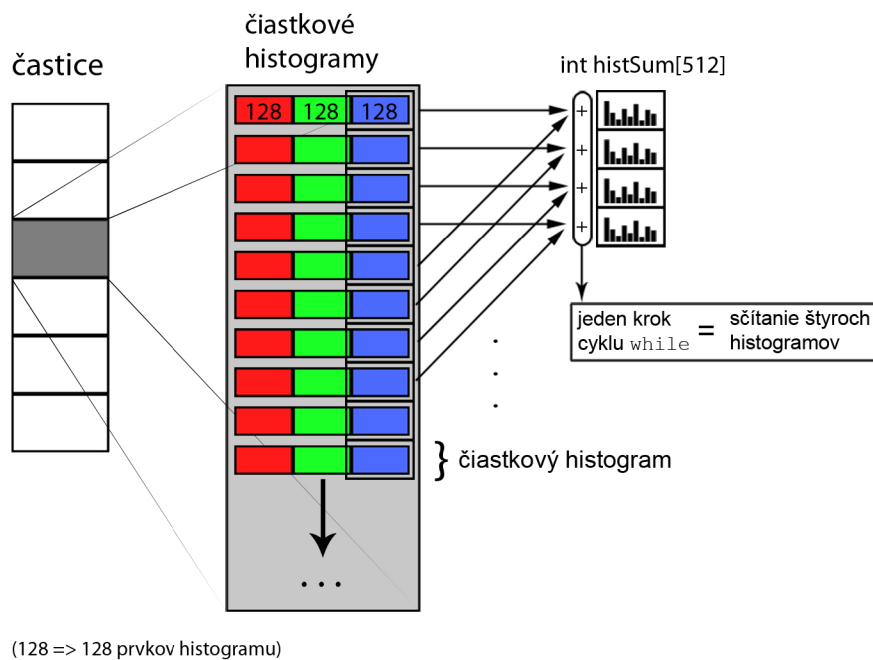 čiastkové
histogramy
častice
int histSum[512]
128 128 128
+
+
+
+
jeden krok
cyklu while
=
sčítanie štyroch
histogramov
} čiastkový histogram
. . .
(128 => 128 prvkov histogramu)